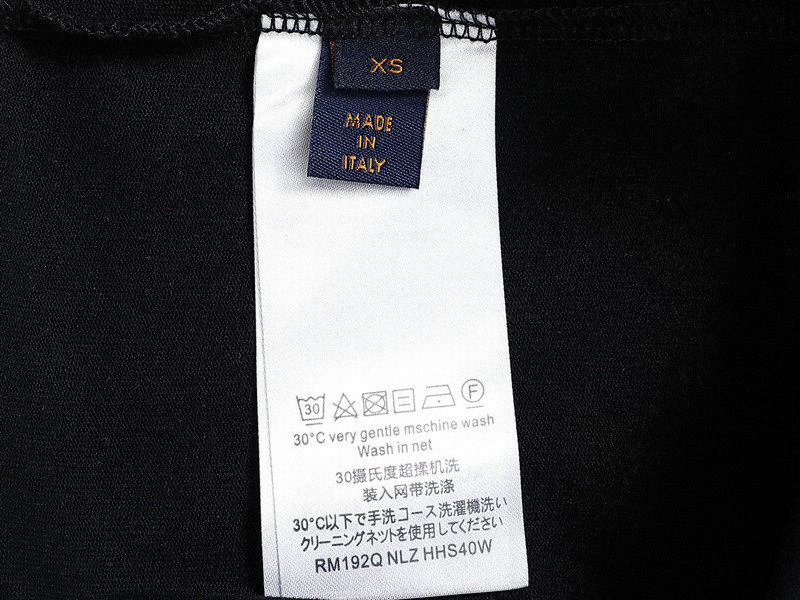 XS
MADE
IN
ITALY
30
F
30°C very gentle mschine wash
Wash in net
30摄氏度超揉机洗
装入网带洗涤
30°C以下で手洗コース洗濯機洗い
クリーニングネットを使用してください
RM192Q NLZ HHS40W